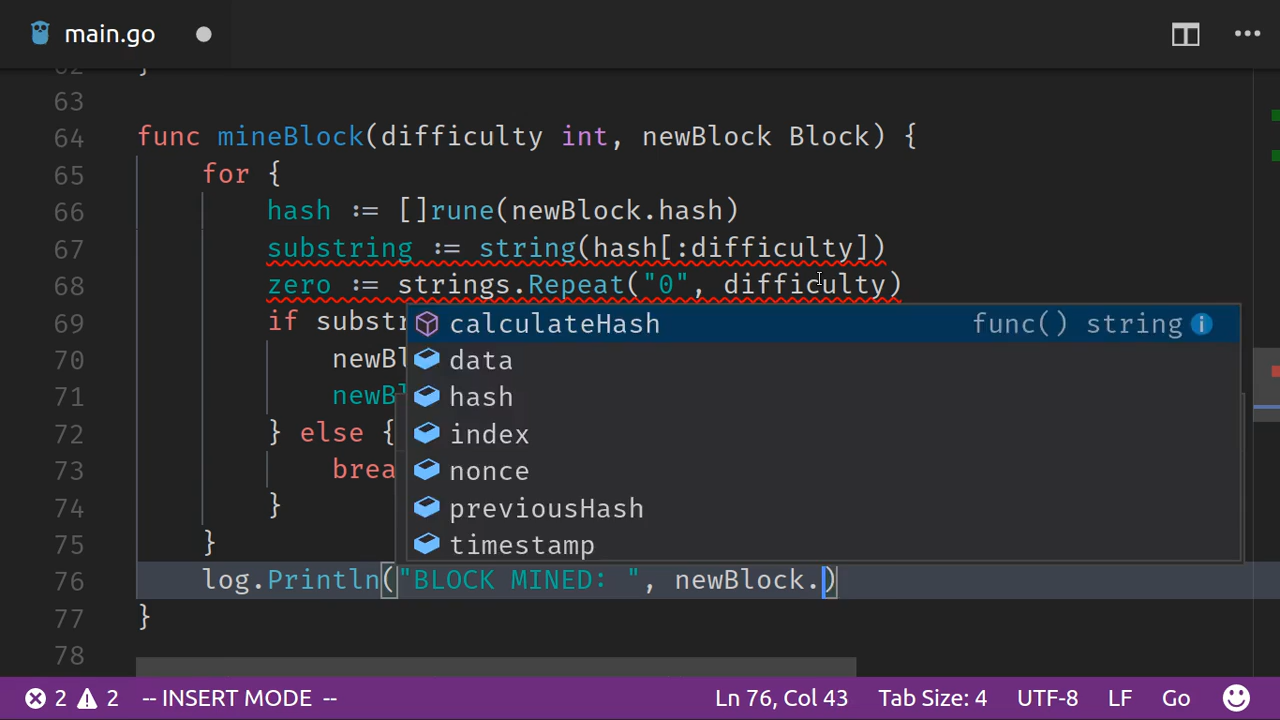 main.go
63
64 func mineBlock(difficulty int, newBlock Block) {
65 for {
66 hash := []rune(newBlock.hash)
67 substring := string(hash[:difficulty])
68 zero := strings.Repeat("0", difficulty)
69 if substr
calculateHash func() string
70 newBl
data
71 newBl
hash
72 } else {
index
73 brea
nonce
74 }
previousHash
75 }
timestamp
76 log.Println("BLOCK MINED: ", newBlock.)
77 }
78
2 2 -- INSERT MODE -- Ln 76, Col 43 Tab Size: 4 UTF-8 LF Go